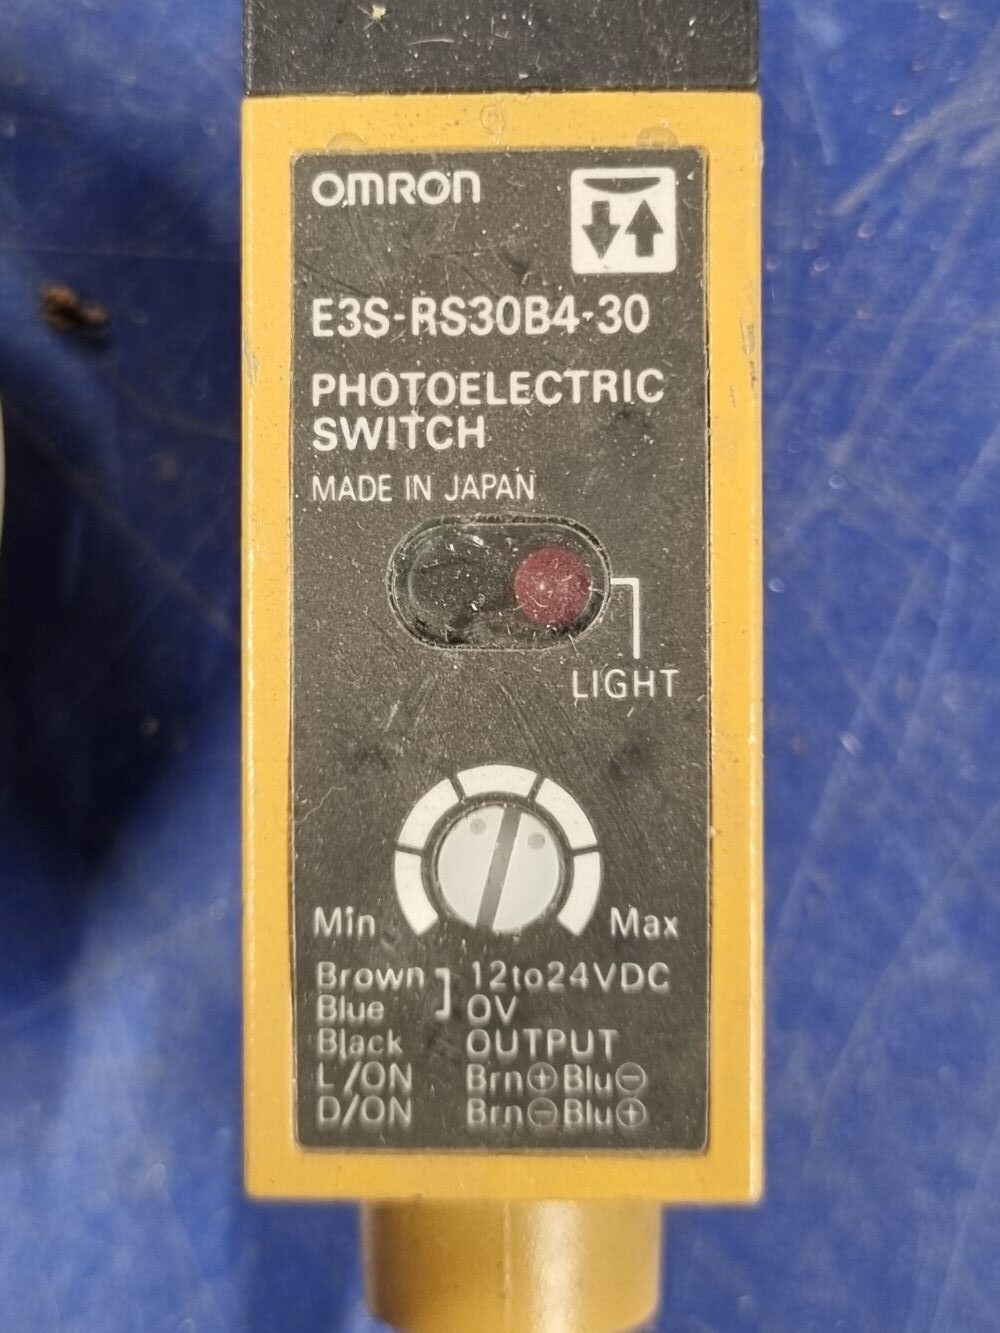 OMRON
E3S-RS30B4-30
PHOTOELECTRIC
SWITCH
MADE IN JAPAN
LIGHT
Min Max
Brown 12to24VDC
Blue 0V
Black OUTPUT
L/ON Brn⊕Blu⊖
D/ON Brn⊖Blu⊕